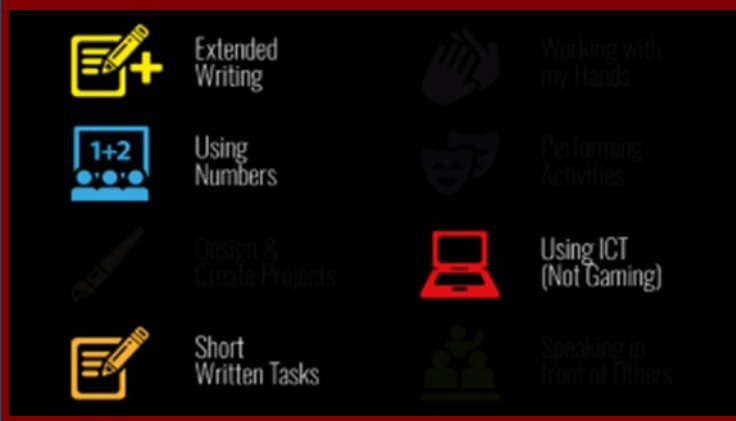 Extended
Writing
1+2
Using
Numbers
Design &
Create Projects
Short
Written Tasks
Working with
my Hands
Performing
Activities
Using ICT
(Not Gaming)
Speaking in
front of Others